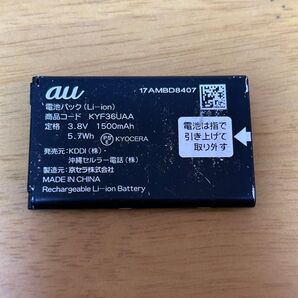 au
17AMBD8407
電池パック (Li-ion)
商品コード KYF36UAA
定格 3.8V 1500mAh
5.7Wh
KYOCERA
電池は指で
引き上げて
取り外す
発売元:KDDI (株)・
沖縄セルラー電話 (株)
製造元:京セラ株式会社
MADE IN CHINA
Rechargeable Li-ion Battery